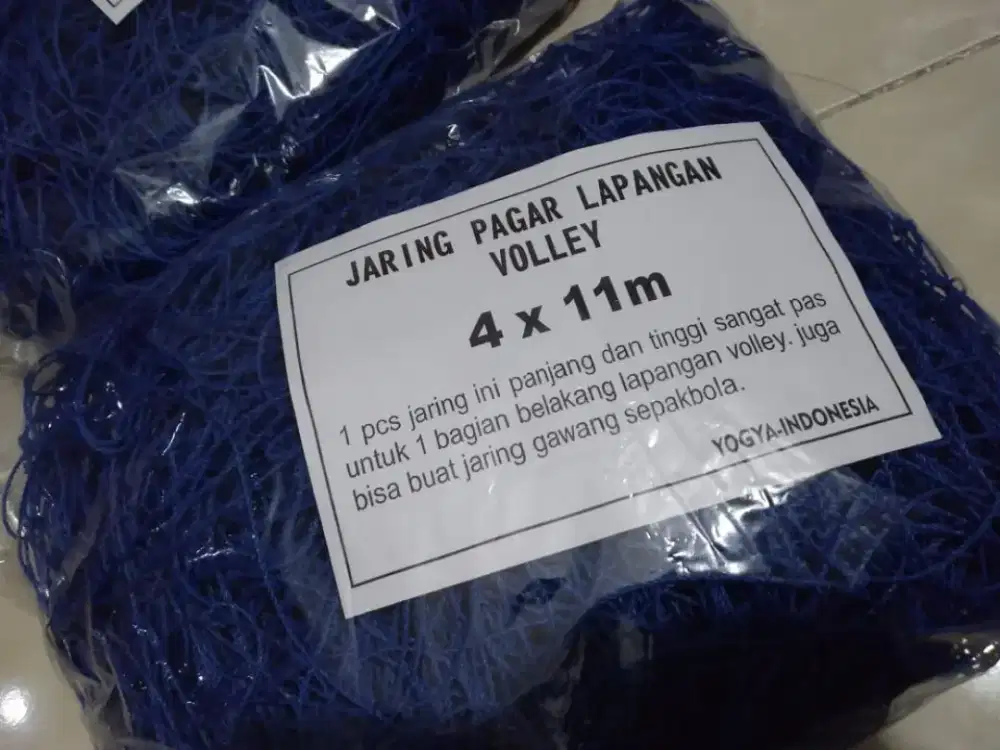 JARING PAGAR LAPANGAN
VOLLEY
4 x 11m
1 pcs jaring ini panjang dan tinggi sangat pas
untuk 1 bagian belakang lapangan volley. juga
bisa buat jaring gawang sepakbola.
YOGYA-INDONESIA